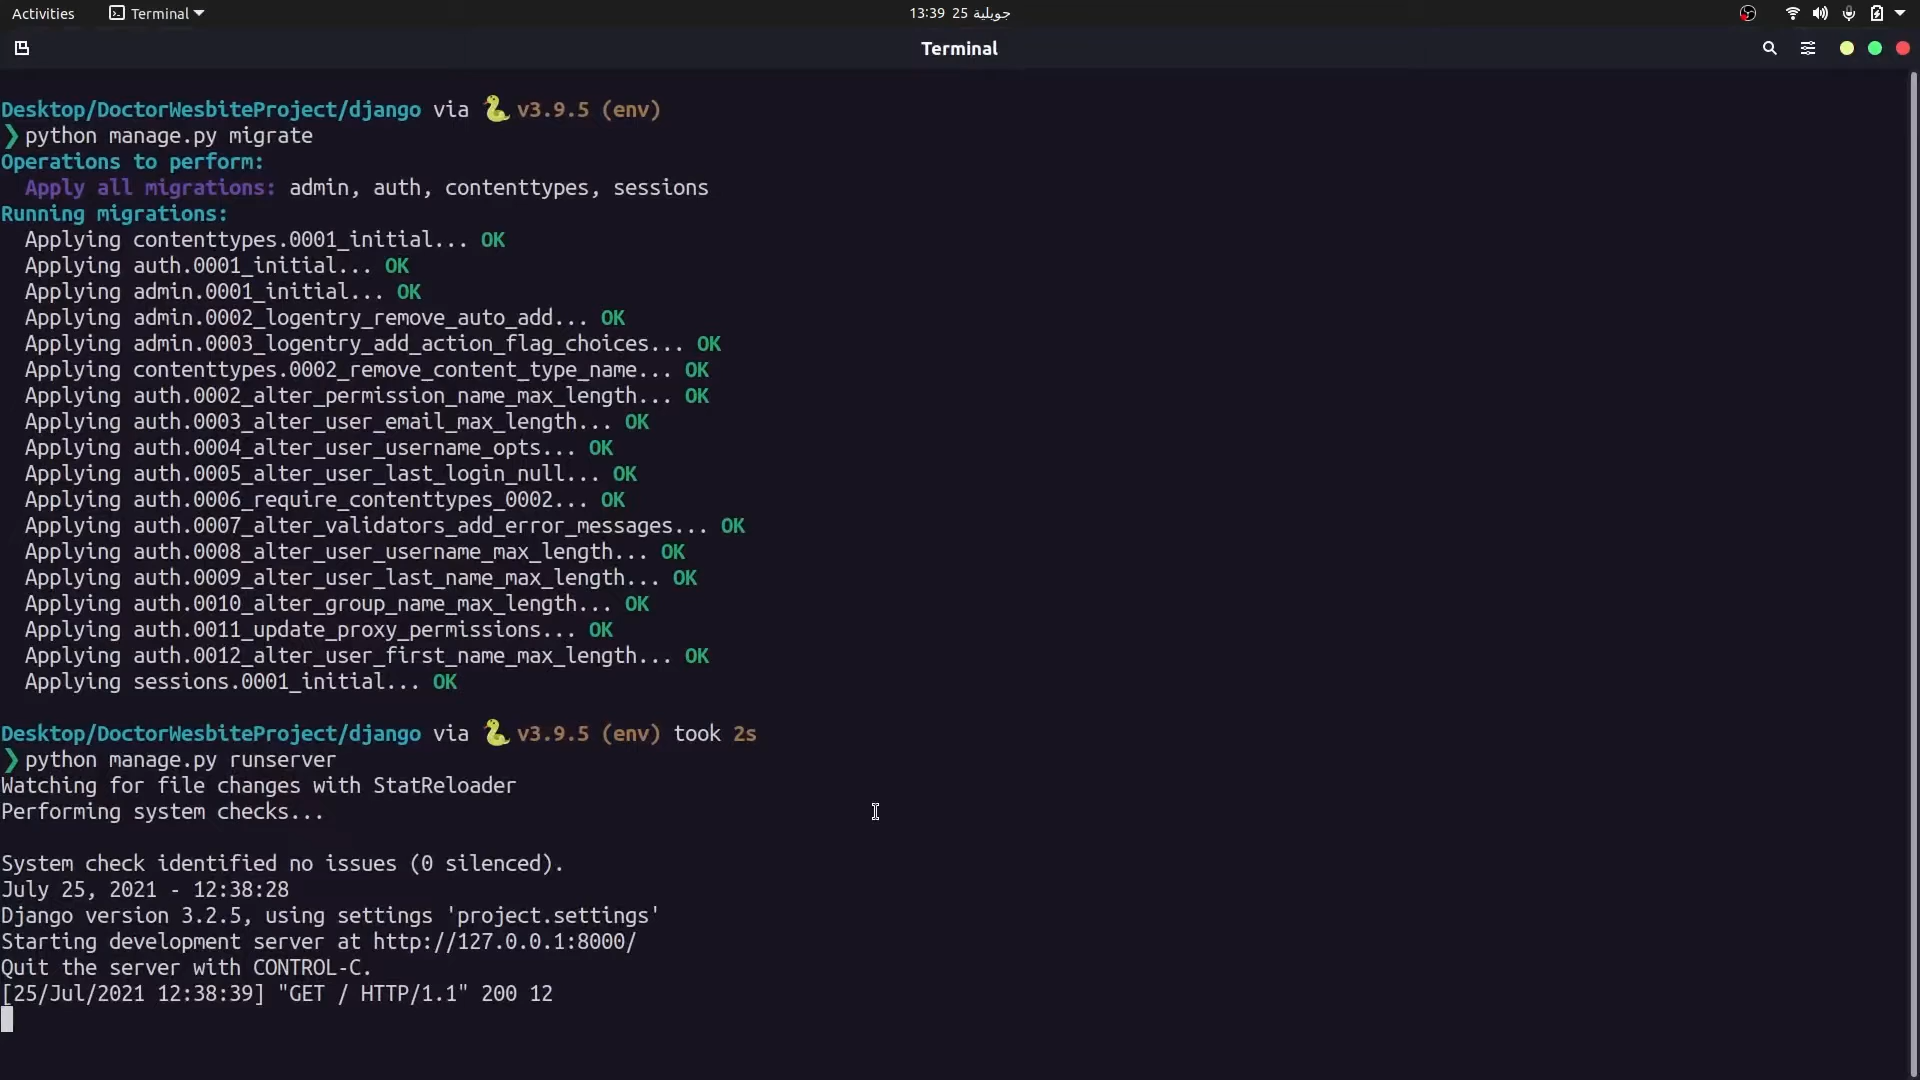 Activities Terminal 13:39 25 جويلية
Terminal
Desktop/DoctorWesbiteProject/django via 🐍 v3.9.5 (env)
❯ python manage.py migrate
Operations to perform:
Apply all migrations: admin, auth, contenttypes, sessions
Running migrations:
Applying contenttypes.0001_initial... OK
Applying auth.0001_initial... OK
Applying admin.0001_initial... OK
Applying admin.0002_logentry_remove_auto_add... OK
Applying admin.0003_logentry_add_action_flag_choices... OK
Applying contenttypes.0002_remove_content_type_name... OK
Applying auth.0002_alter_permission_name_max_length... OK
Applying auth.0003_alter_user_email_max_length... OK
Applying auth.0004_alter_user_username_opts... OK
Applying auth.0005_alter_user_last_login_null... OK
Applying auth.0006_require_contenttypes_0002... OK
Applying auth.0007_alter_validators_add_error_messages... OK
Applying auth.0008_alter_user_username_max_length... OK
Applying auth.0009_alter_user_last_name_max_length... OK
Applying auth.0010_alter_group_name_max_length... OK
Applying auth.0011_update_proxy_permissions... OK
Applying auth.0012_alter_user_first_name_max_length... OK
Applying sessions.0001_initial... OK
Desktop/DoctorWesbiteProject/django via 🐍 v3.9.5 (env) took 2s
❯ python manage.py runserver
Watching for file changes with StatReloader
Performing system checks...
System check identified no issues (0 silenced).
July 25, 2021 - 12:38:28
Django version 3.2.5, using settings 'project.settings'
Starting development server at http://127.0.0.1:8000/
Quit the server with CONTROL-C.
[25/Jul/2021 12:38:39] "GET / HTTP/1.1" 200 12